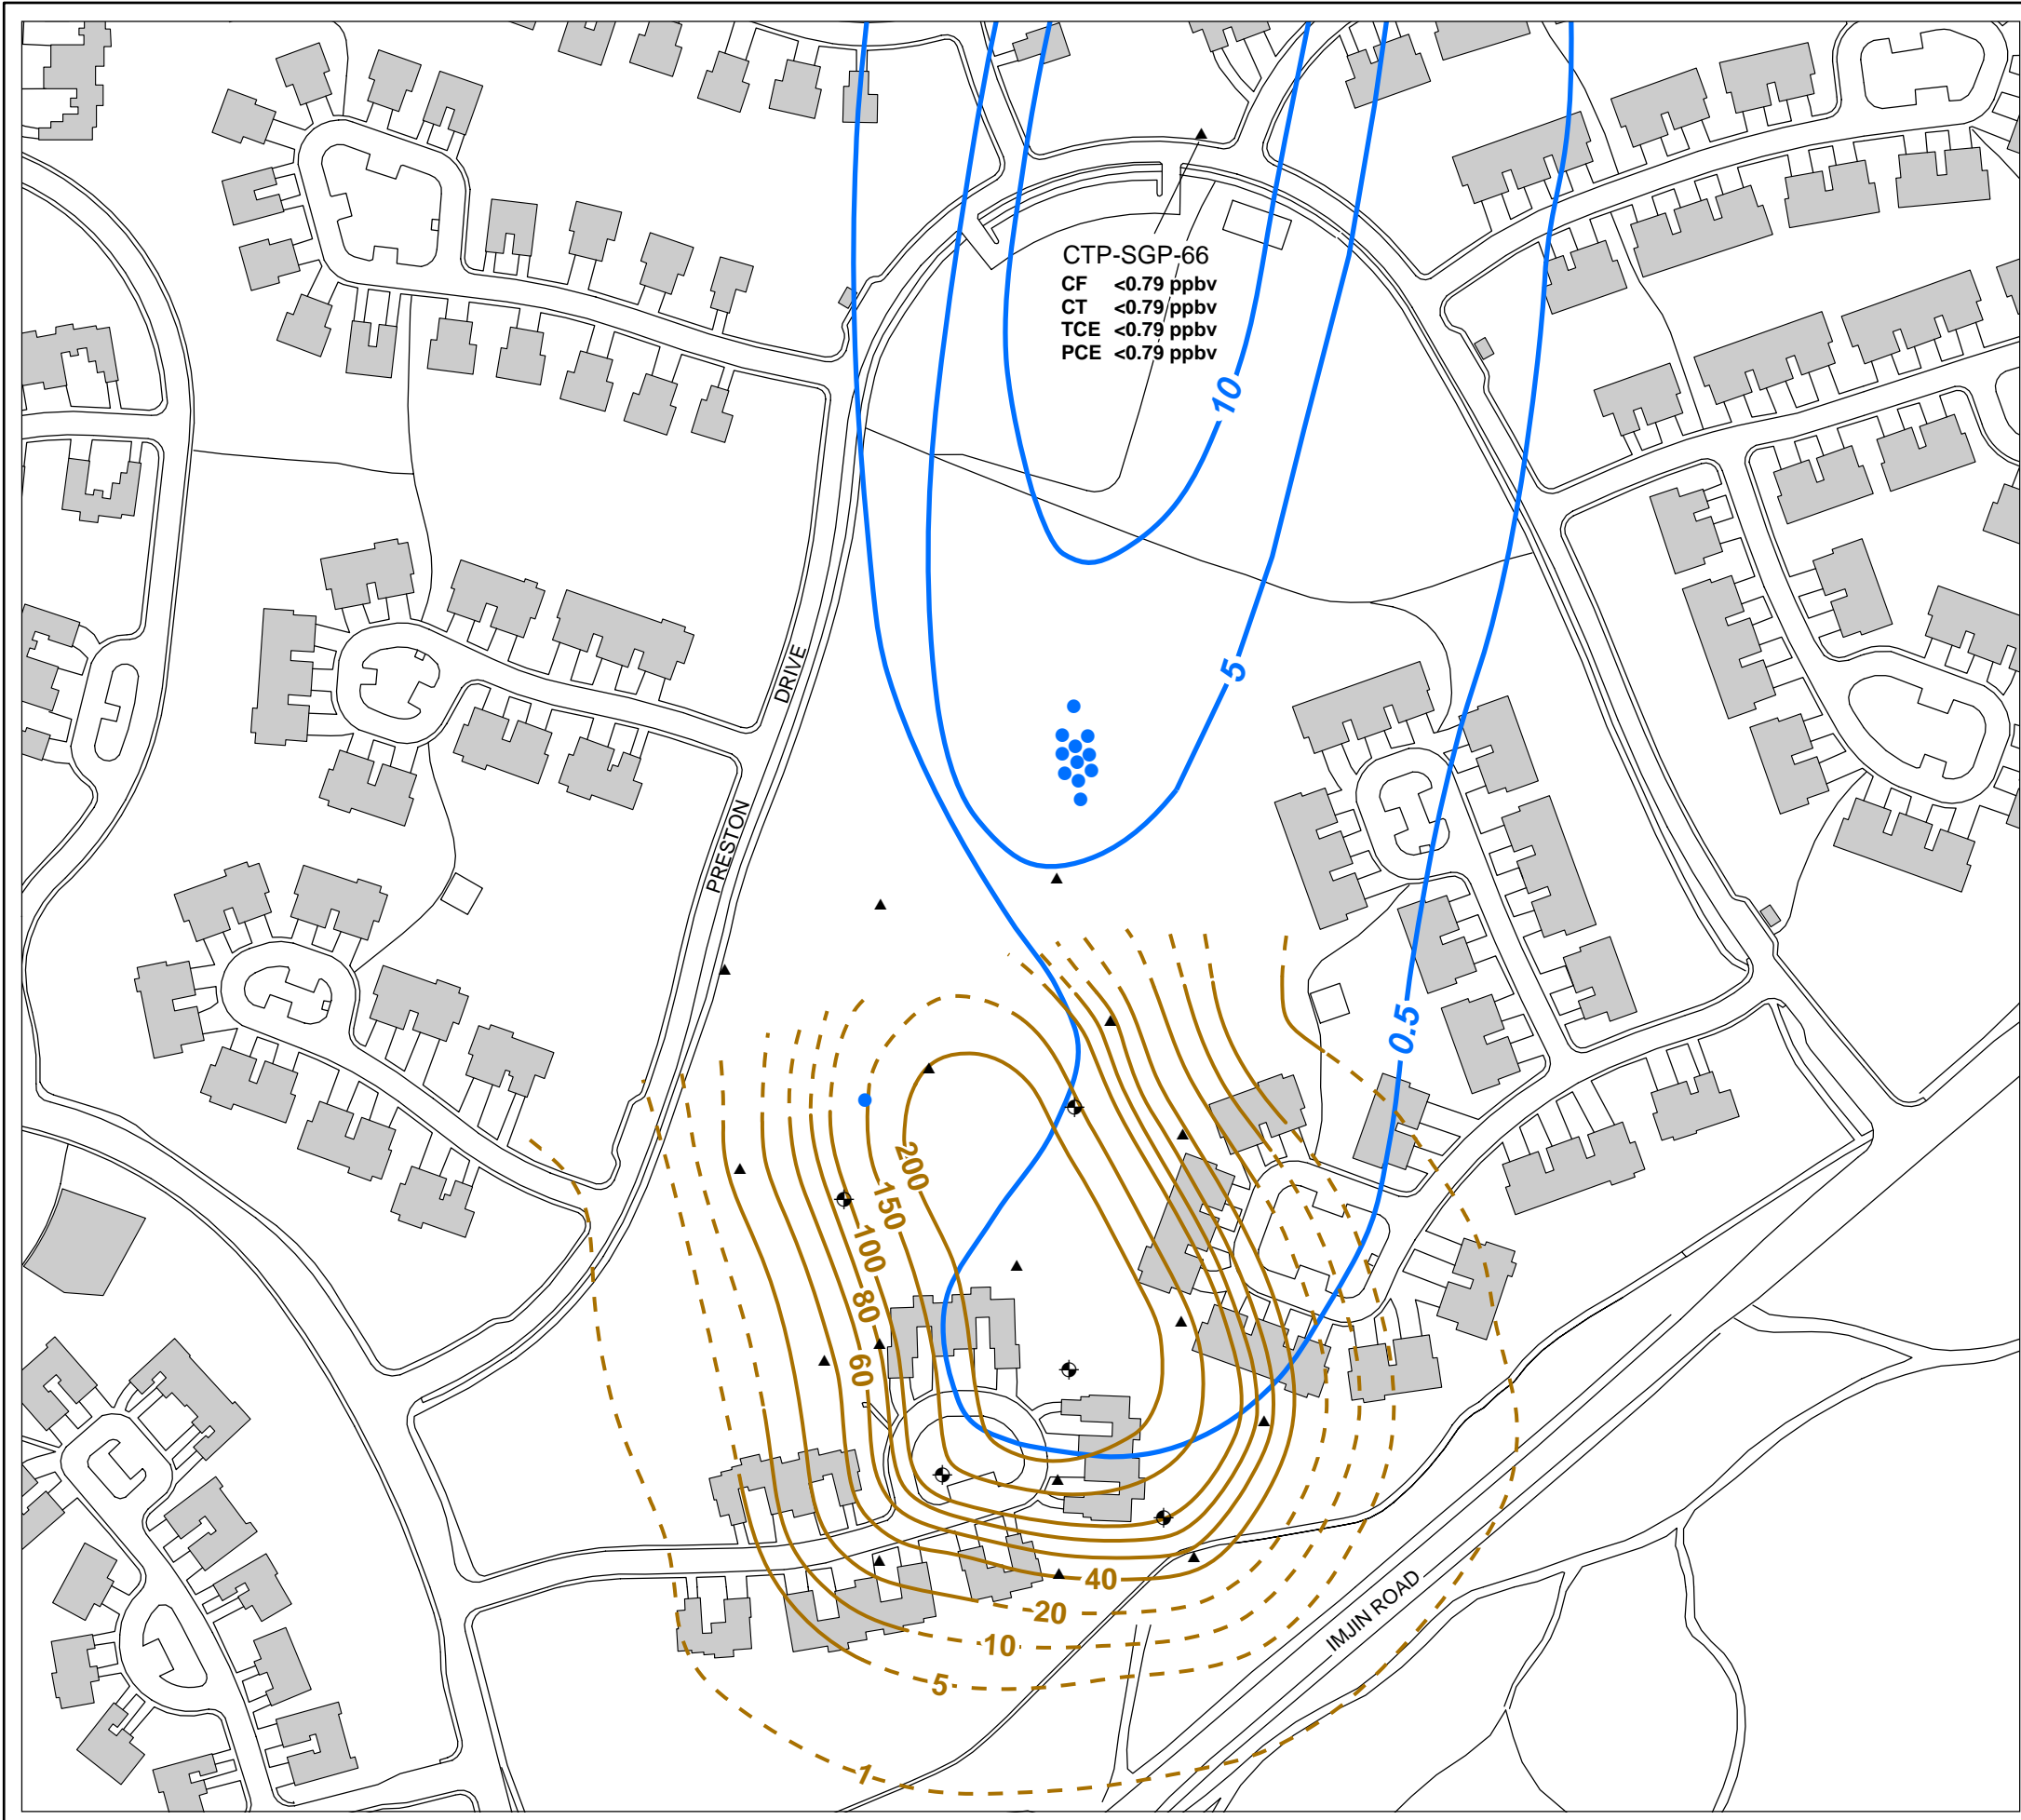 CTP-SGP-66
CF <0.79 ppbv
CT <0.79 ppbv
TCE <0.79 ppbv
PCE <0.79 ppbv
10
5
DRIVE
PRESTON
0.5
200
150
100
80
60
40
20
10
5
1
IMJIN ROAD